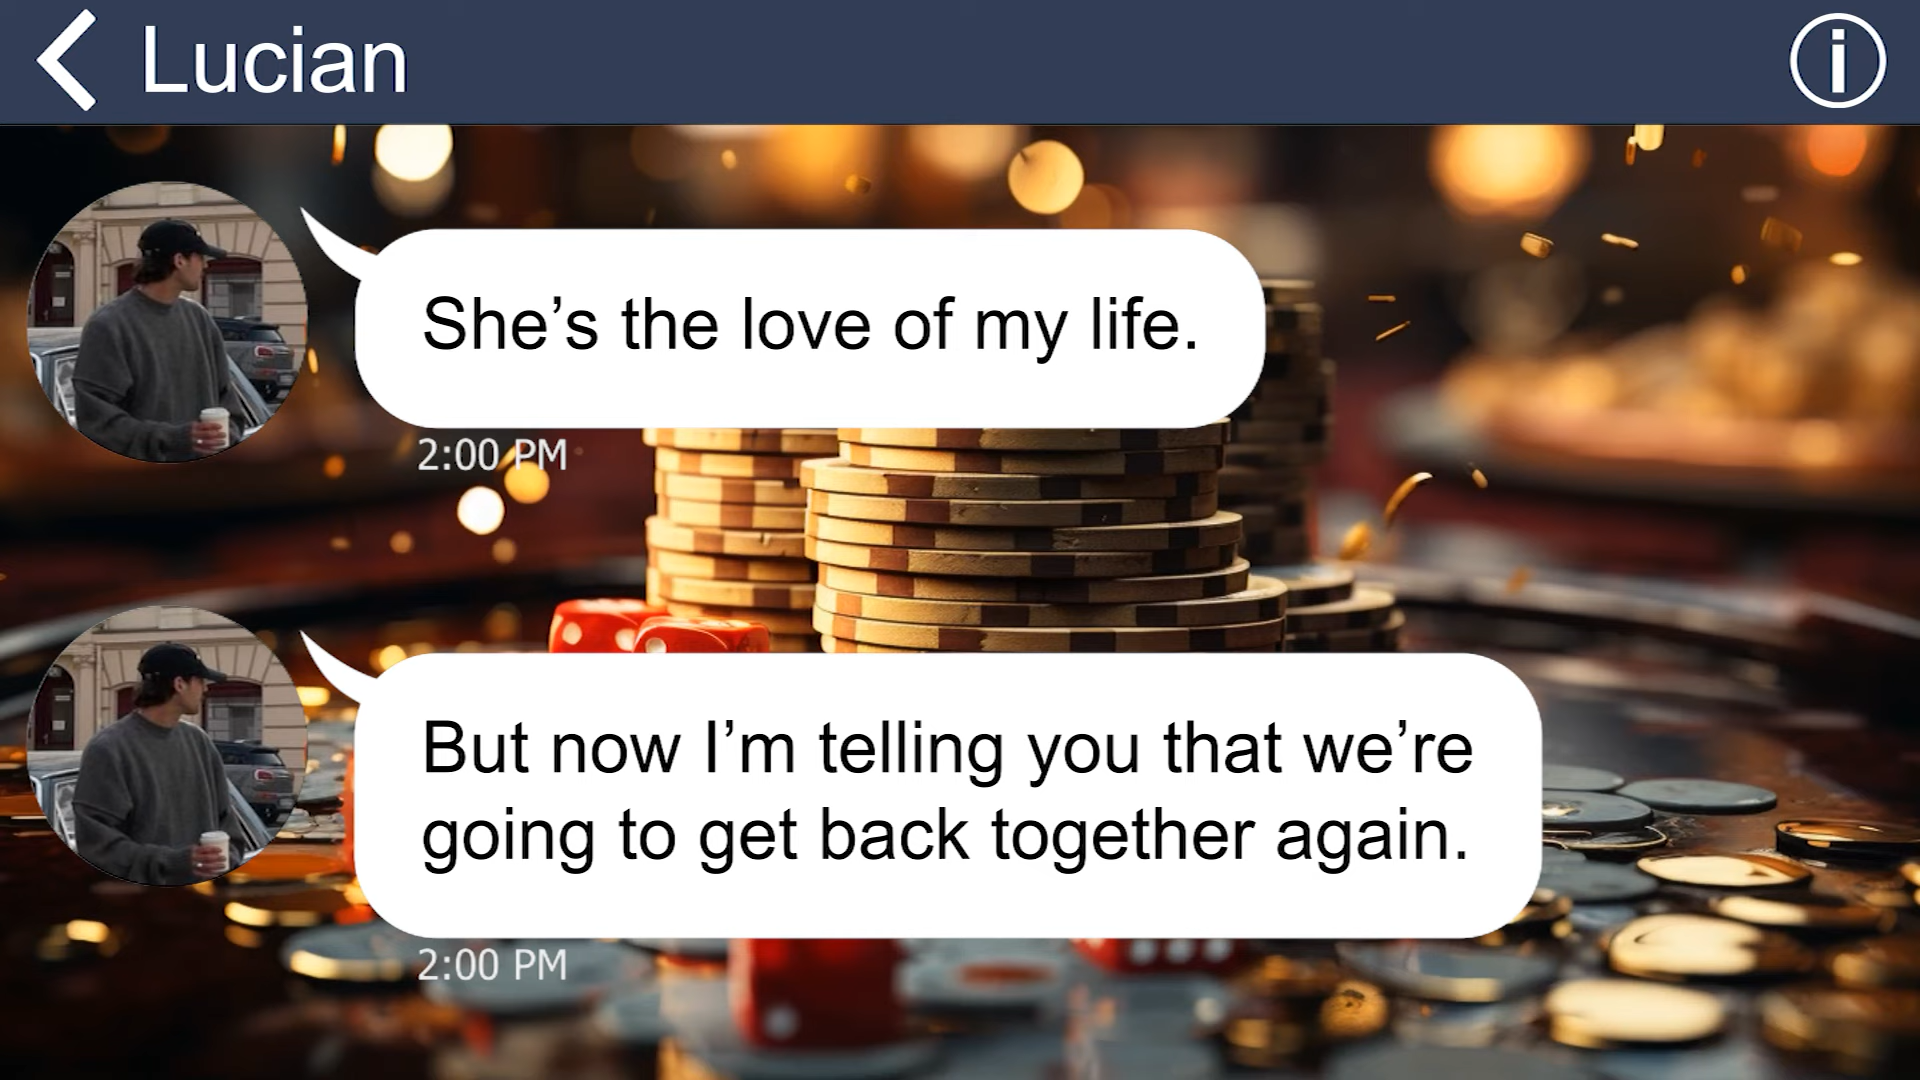 Lucian
She’s the love of my life.
2:00 PM
But now I’m telling you that we’re
going to get back together again.
2:00 PM